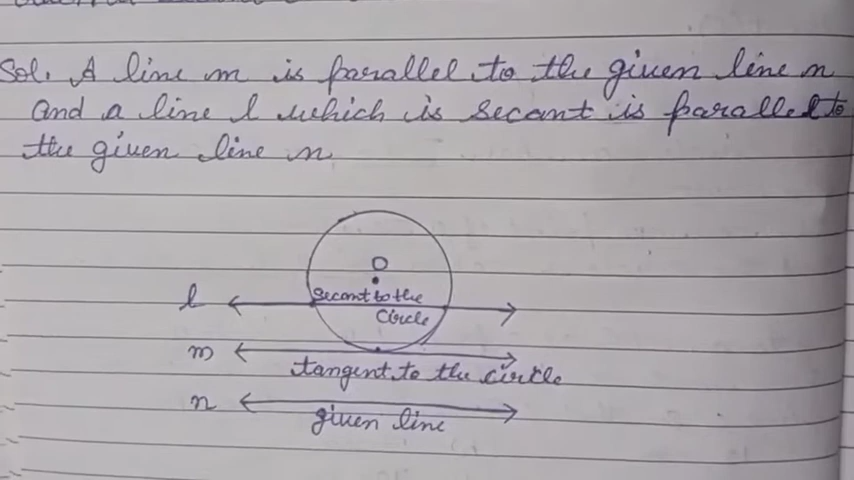 Sol. A line m is parallel to the given line n
and a line l which is secant is parallel to
the given line n
O
l
secant to the
circle
m
tangent to the circle
n
given line